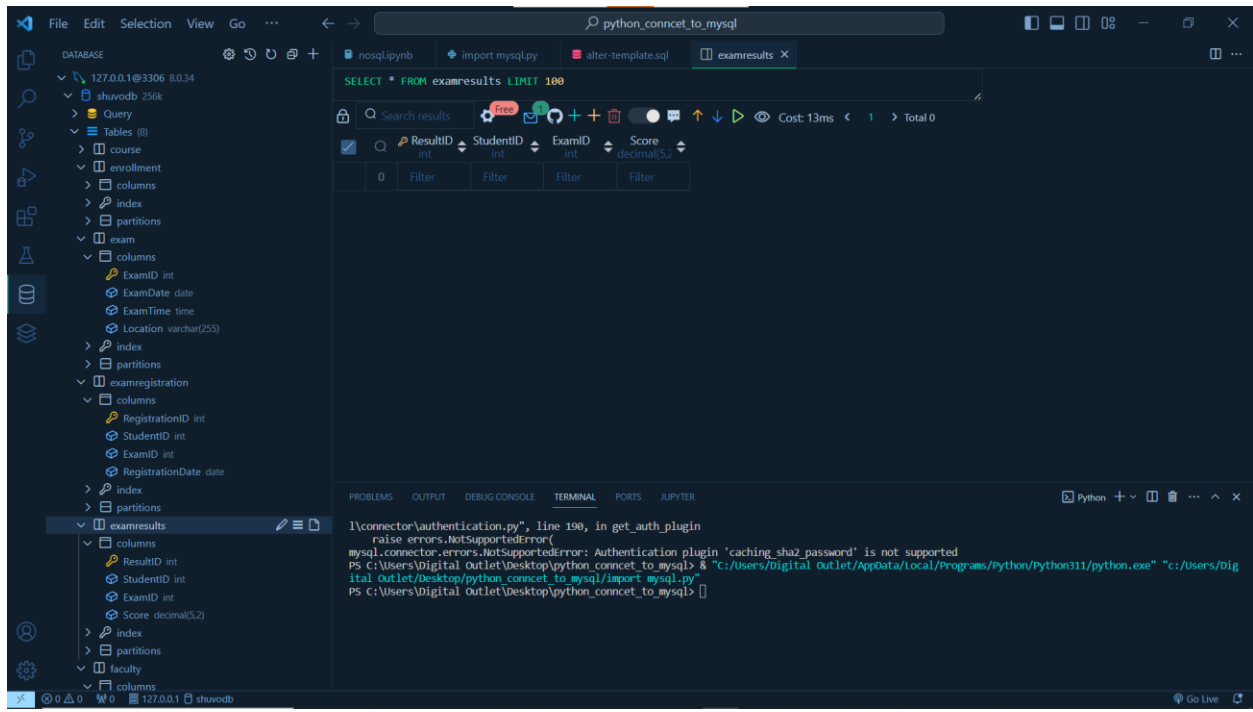 File Edit Selection View Go ··· python_conncet_to_mysql
DATABASE
127.0.0.1@3306 8.0.34
shuvodb 256k
Query
Tables (8)
course
enrollment
columns
index
partitions
exam
columns
ExamID int
ExamDate date
ExamTime time
Location varchar(255)
index
partitions
examregistration
columns
RegistrationID int
StudentID int
ExamID int
RegistrationDate date
index
partitions
examresults
columns
ResultID int
StudentID int
ExamID int
Score decimal(5,2)
index
partitions
faculty
columns
nosql.ipynb import mysql.py alter-template.sql examresults
SELECT * FROM examresults LIMIT 100
Search results Free 1 Cost: 13ms < 1 > Total 0
ResultID StudentID ExamID Score
int int int decimal(5,2
0 Filter Filter Filter Filter
PROBLEMS OUTPUT DEBUG CONSOLE TERMINAL PORTS JUPYTER Python
l\connector\authentication.py", line 190, in get_auth_plugin
raise errors.NotSupportedError(
mysql.connector.errors.NotSupportedError: Authentication plugin 'caching_sha2_password' is not supported
PS C:\Users\Digital Outlet\Desktop\python_conncet_to_mysql> & "C:/Users/Digital Outlet/AppData/Local/Programs/Python/Python311/python.exe" "c:/Users/Dig
ital Outlet/Desktop/python_conncet_to_mysql/import mysql.py"
PS C:\Users\Digital Outlet\Desktop\python_conncet_to_mysql>
0 0 0 127.0.0.1 shuvodb Go Live